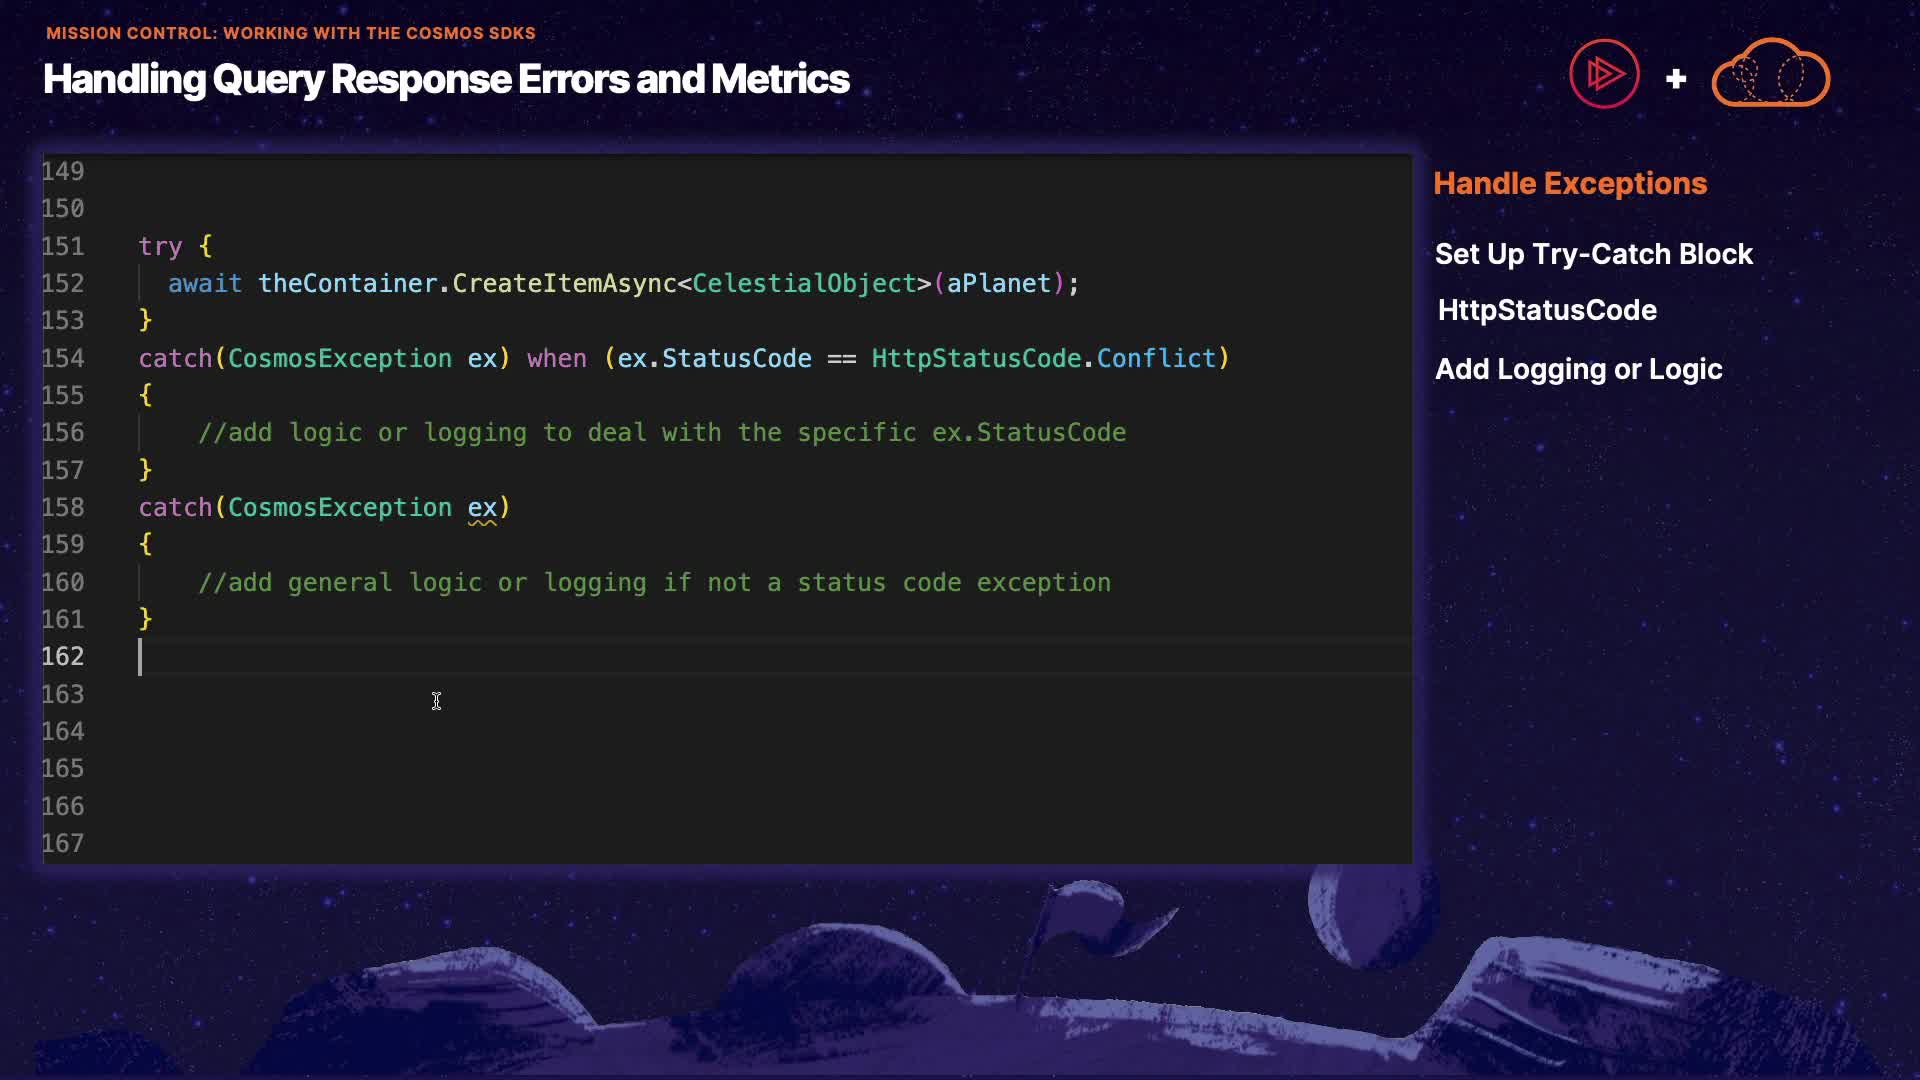 MISSION CONTROL: WORKING WITH THE COSMOS SDKS
Handling Query Response Errors and Metrics
+
149
150
151 try {
152 await theContainer.CreateItemAsync<CelestialObject>(aPlanet);
153 }
154 catch(CosmosException ex) when (ex.StatusCode == HttpStatusCode.Conflict)
155 {
156 //add logic or logging to deal with the specific ex.StatusCode
157 }
158 catch(CosmosException ex)
159 {
160 //add general logic or logging if not a status code exception
161 }
162
163
164
165
166
167
Handle Exceptions
Set Up Try-Catch Block
HttpStatusCode
Add Logging or Logic